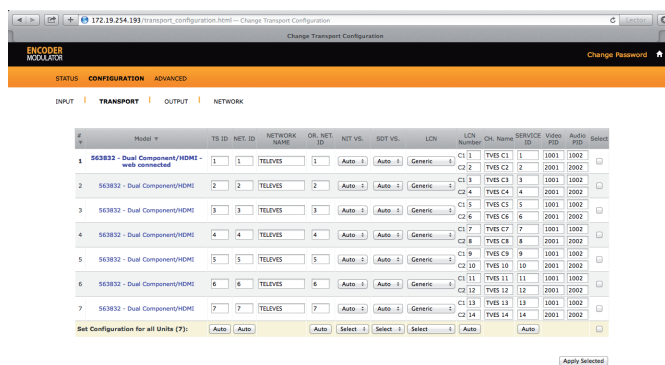 172.19.254.193/transport_configuration.html — Change Transport Configuration
Lector
Change Transport Configuration
ENCODER
MODULATOR
Change Password
STATUS CONFIGURATION ADVANCED
INPUT TRANSPORT OUTPUT NETWORK
# Model TS ID NET. ID NETWORK NAME OR. NET. ID NIT VS. SDT VS. LCN LCN Number CH. Name SERVICE ID Video PID Audio PID Select
1 563832 - Dual Component/HDMI - web connected 1 1 TELEVES 1 Auto Auto Generic C1 1 TVES C1 1 1001 1002
C2 2 TVES C2 2 2001 2002
2 563832 - Dual Component/HDMI 2 2 TELEVES 2 Auto Auto Generic C1 3 TVES C3 3 1001 1002
C2 4 TVES C4 4 2001 2002
3 563832 - Dual Component/HDMI 3 3 TELEVES 3 Auto Auto Generic C1 5 TVES C5 5 1001 1002
C2 6 TVES C6 6 2001 2002
4 563832 - Dual Component/HDMI 4 4 TELEVES 4 Auto Auto Generic C1 7 TVES C7 7 1001 1002
C2 8 TVES C8 8 2001 2002
5 563832 - Dual Component/HDMI 5 5 TELEVES 5 Auto Auto Generic C1 9 TVES C9 9 1001 1002
C2 10 TVES 10 10 2001 2002
6 563832 - Dual Component/HDMI 6 6 TELEVES 6 Auto Auto Generic C1 11 TVES 11 11 1001 1002
C2 12 TVES 12 12 2001 2002
7 563832 - Dual Component/HDMI 7 7 TELEVES 7 Auto Auto Generic C1 13 TVES 13 13 1001 1002
C2 14 TVES 14 14 2001 2002
Set Configuration for all Units (7): Auto Auto Auto Select Select Select Auto Auto
Apply Selected